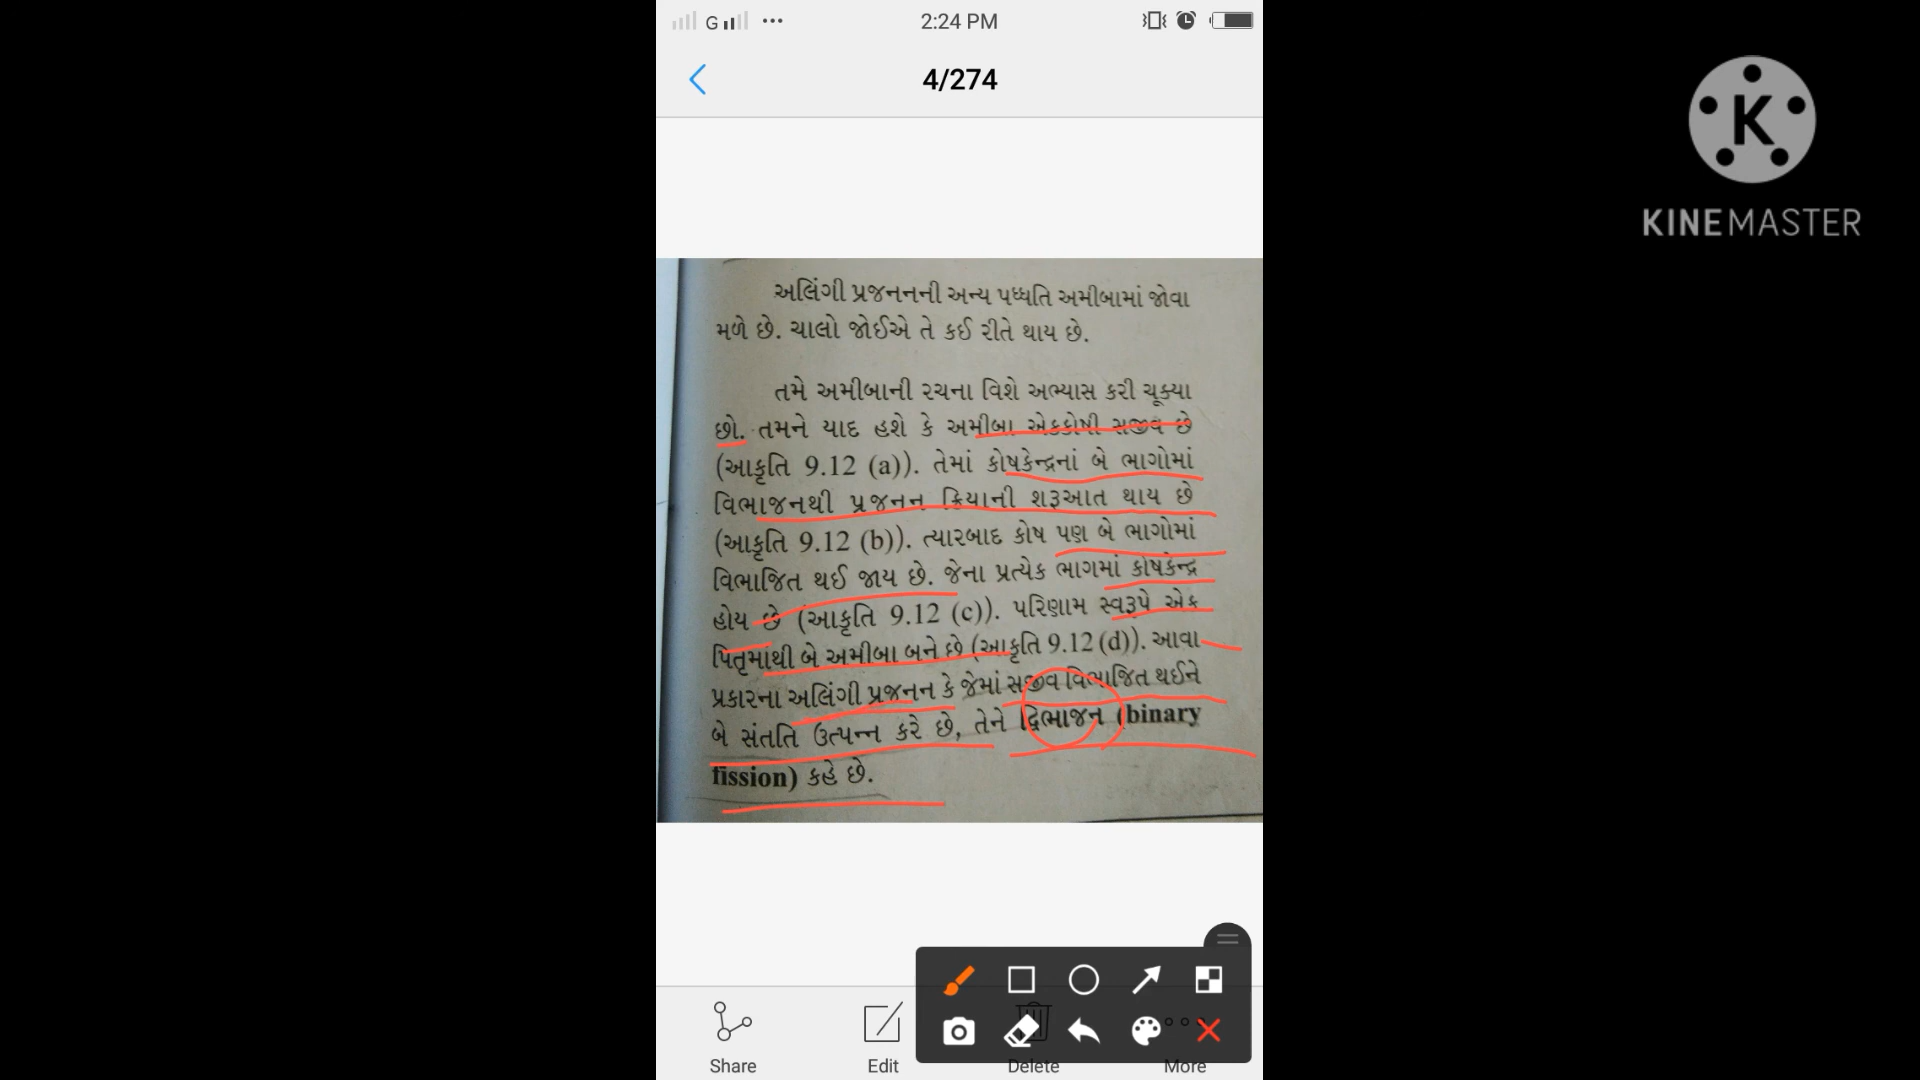 G
2:24 PM
4/274
KINEMASTER
અલિંગી પ્રજનનની અન્ય પધ્ધતિ અમીબામાં જોવા
મળે છે. ચાલો જોઈએ તે કઈ રીતે થાય છે.
તમે અમીબાની રચના વિશે અભ્યાસ કરી ચૂક્યા
છો. તમને યાદ હશે કે અમીબા એકકોષી સજીવ છે
(આકૃતિ 9.12 (a)). તેમાં કોષકેન્દ્રનાં બે ભાગોમાં
વિભાજનથી પ્રજનન ક્રિયાની શરૂઆત થાય છે
(આકૃતિ 9.12 (b)). ત્યારબાદ કોષ પણ બે ભાગોમાં
વિભાજિત થઈ જાય છે. જેના પ્રત્યેક ભાગમાં કોષકેન્દ્ર
હોય છે (આકૃતિ 9.12 (c)). પરિણામ સ્વરૂપે એક
પિતૃમાથી બે અમીબા બને છે (આકૃતિ 9.12 (d)). આવા
પ્રકારના અલિંગી પ્રજનન કે જેમાં સજીવ વિભાજિત થઈને
બે સંતતિ ઉત્પન્ન કરે છે, તેને દ્વિભાજન (binary
fission) કહે છે.
Share
Edit
Delete
More